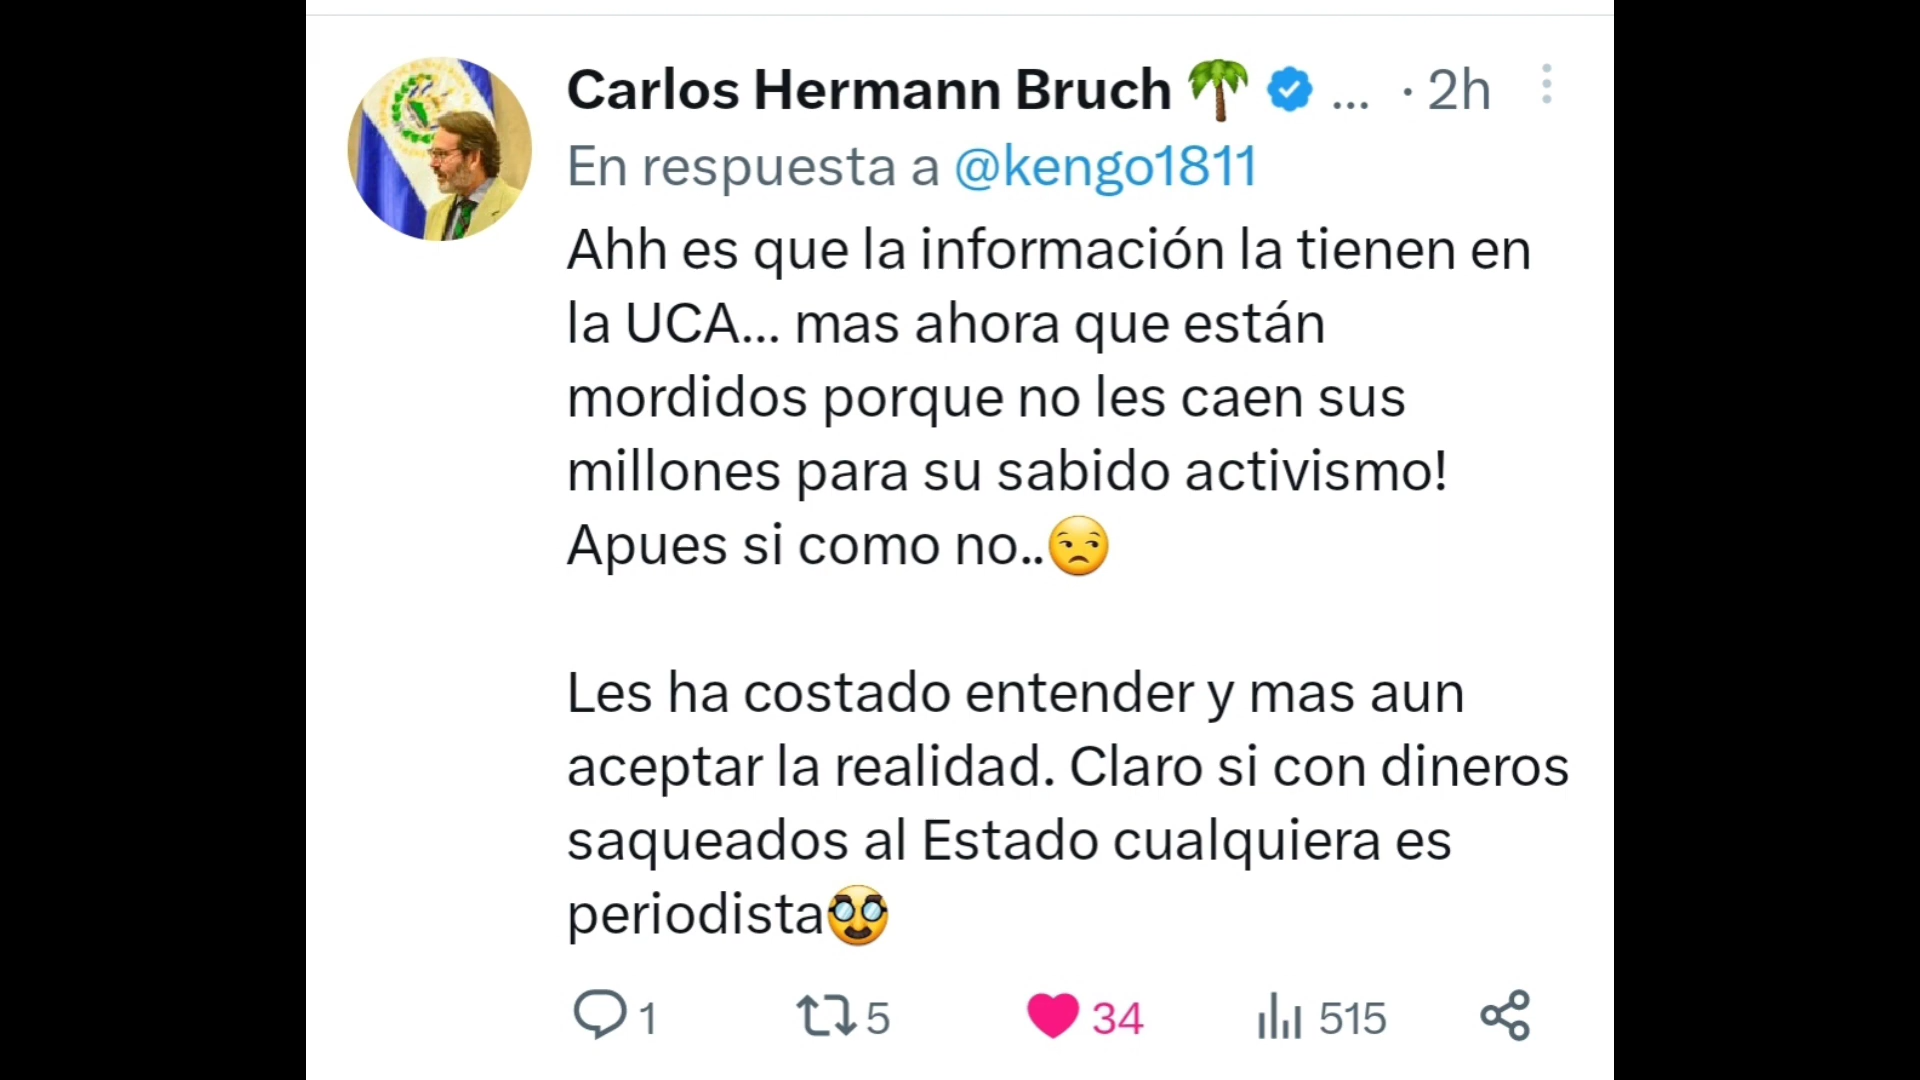 Carlos Hermann Bruch 🌴 ... · 2h
En respuesta a @kengo1811
Ahh es que la información la tienen en
la UCA... mas ahora que están
mordidos porque no les caen sus
millones para su sabido activismo!
Apues si como no..😒
Les ha costado entender y mas aun
aceptar la realidad. Claro si con dineros
saqueados al Estado cualquiera es
periodista🥸
1 5 34 515